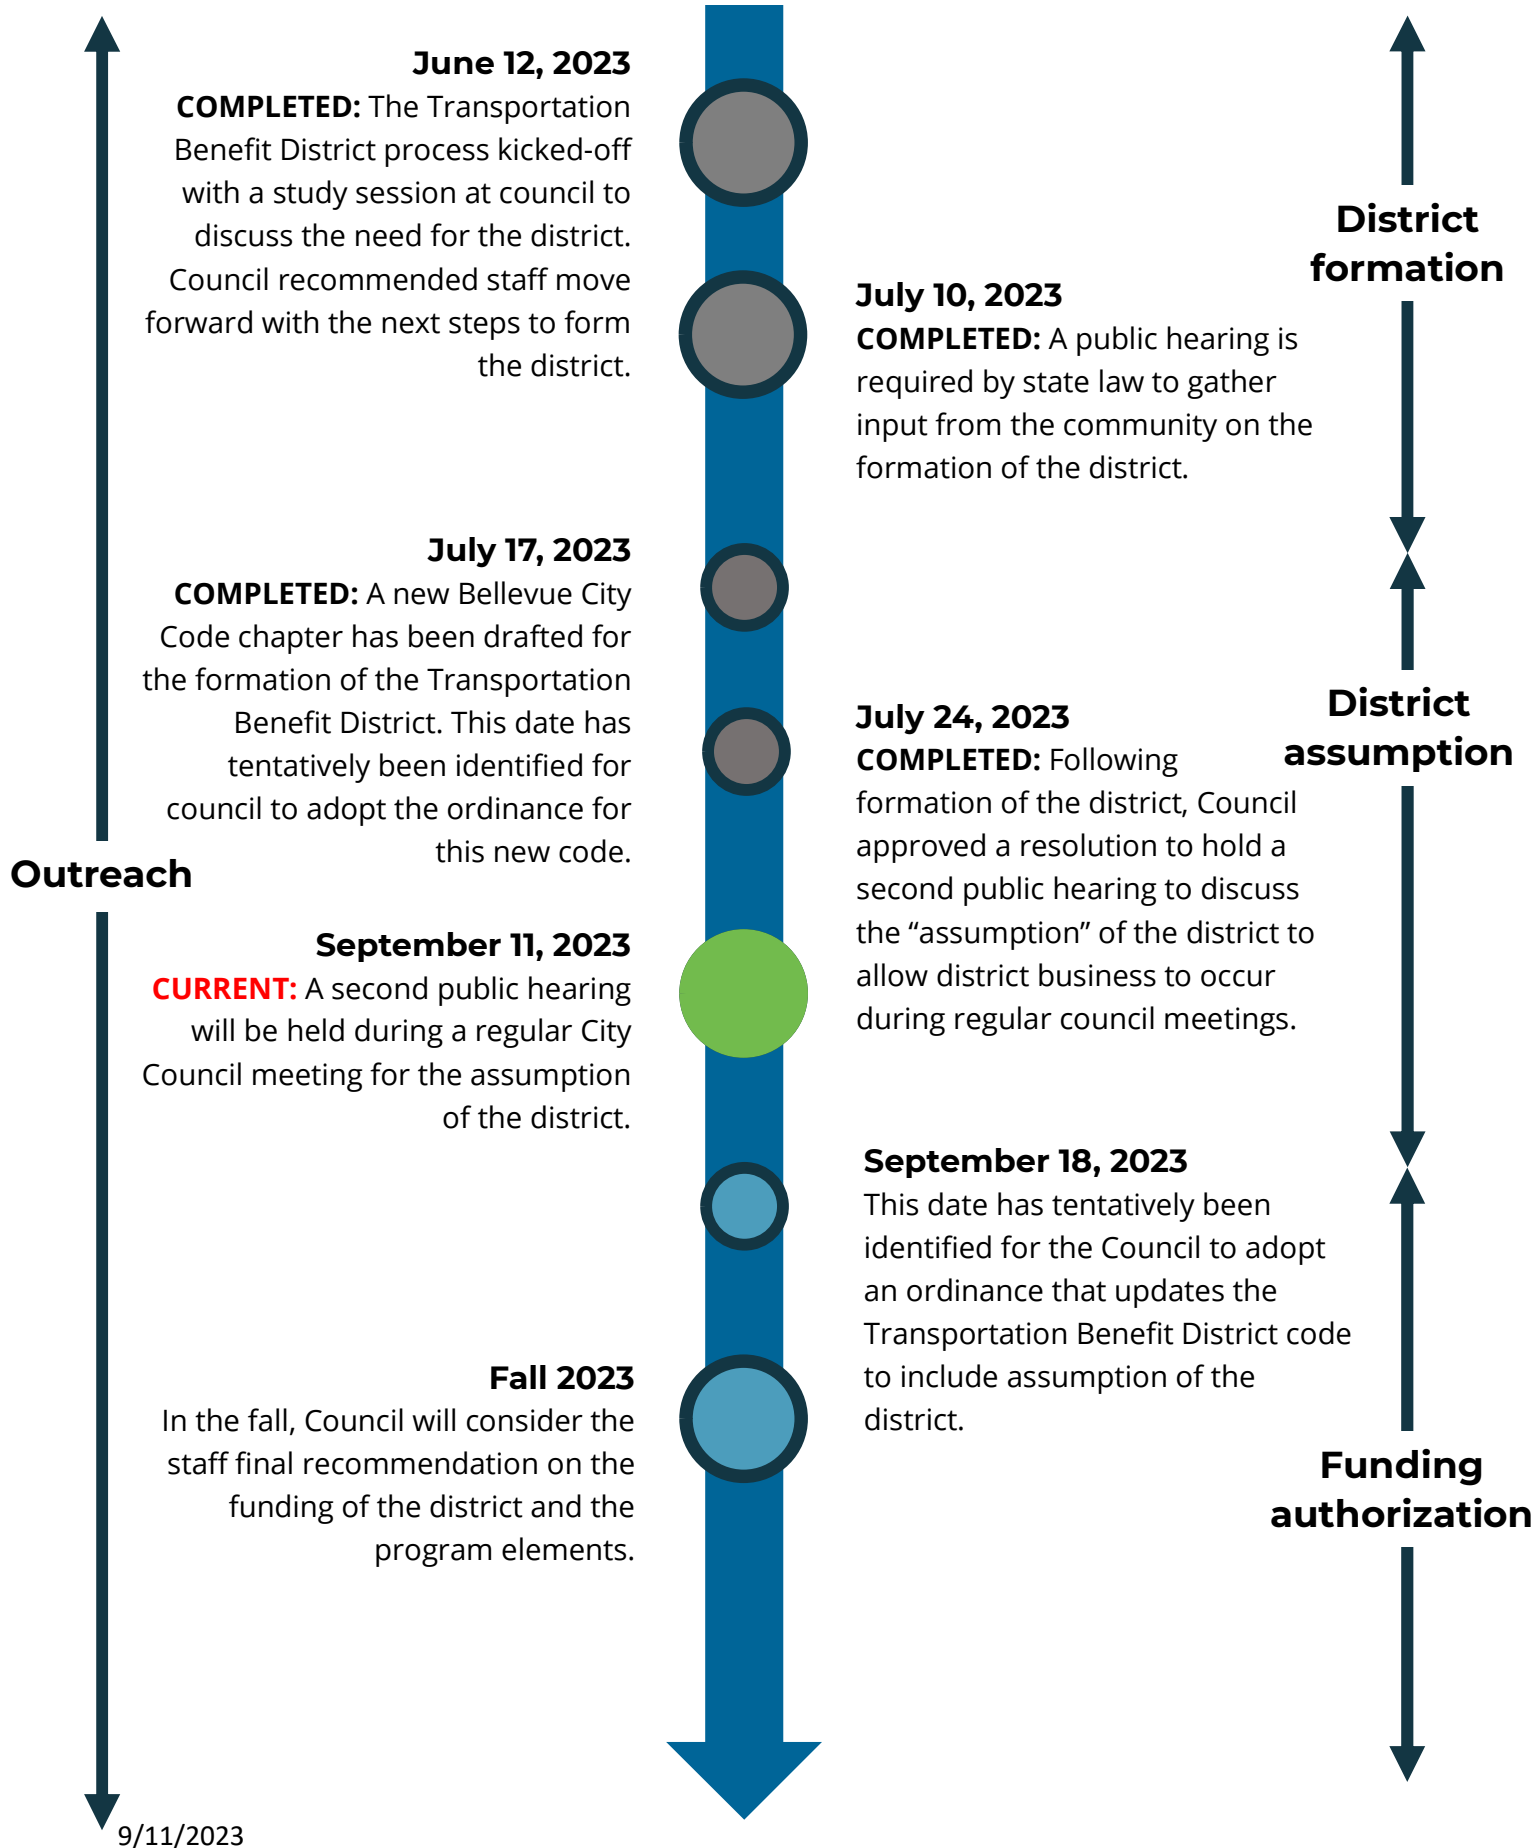 June 12, 2023
COMPLETED: The Transportation
Benefit District process kicked-off
with a study session at council to
discuss the need for the district.
Council recommended staff move
forward with the next steps to form
the district.
District
formation
July 10, 2023
COMPLETED: A public hearing is
required by state law to gather
input from the community on the
formation of the district.
July 17, 2023
COMPLETED: A new Bellevue City
Code chapter has been drafted for
the formation of the Transportation
Benefit District. This date has
tentatively been identified for
council to adopt the ordinance for
this new code.
District
assumption
July 24, 2023
COMPLETED: Following
formation of the district, Council
approved a resolution to hold a
second public hearing to discuss
the “assumption” of the district to
allow district business to occur
during regular council meetings.
Outreach
September 11, 2023
CURRENT: A second public hearing
will be held during a regular City
Council meeting for the assumption
of the district.
September 18, 2023
This date has tentatively been
identified for the Council to adopt
an ordinance that updates the
Transportation Benefit District code
to include assumption of the
district.
Fall 2023
In the fall, Council will consider the
staff final recommendation on the
funding of the district and the
program elements.
Funding
authorization
9/11/2023